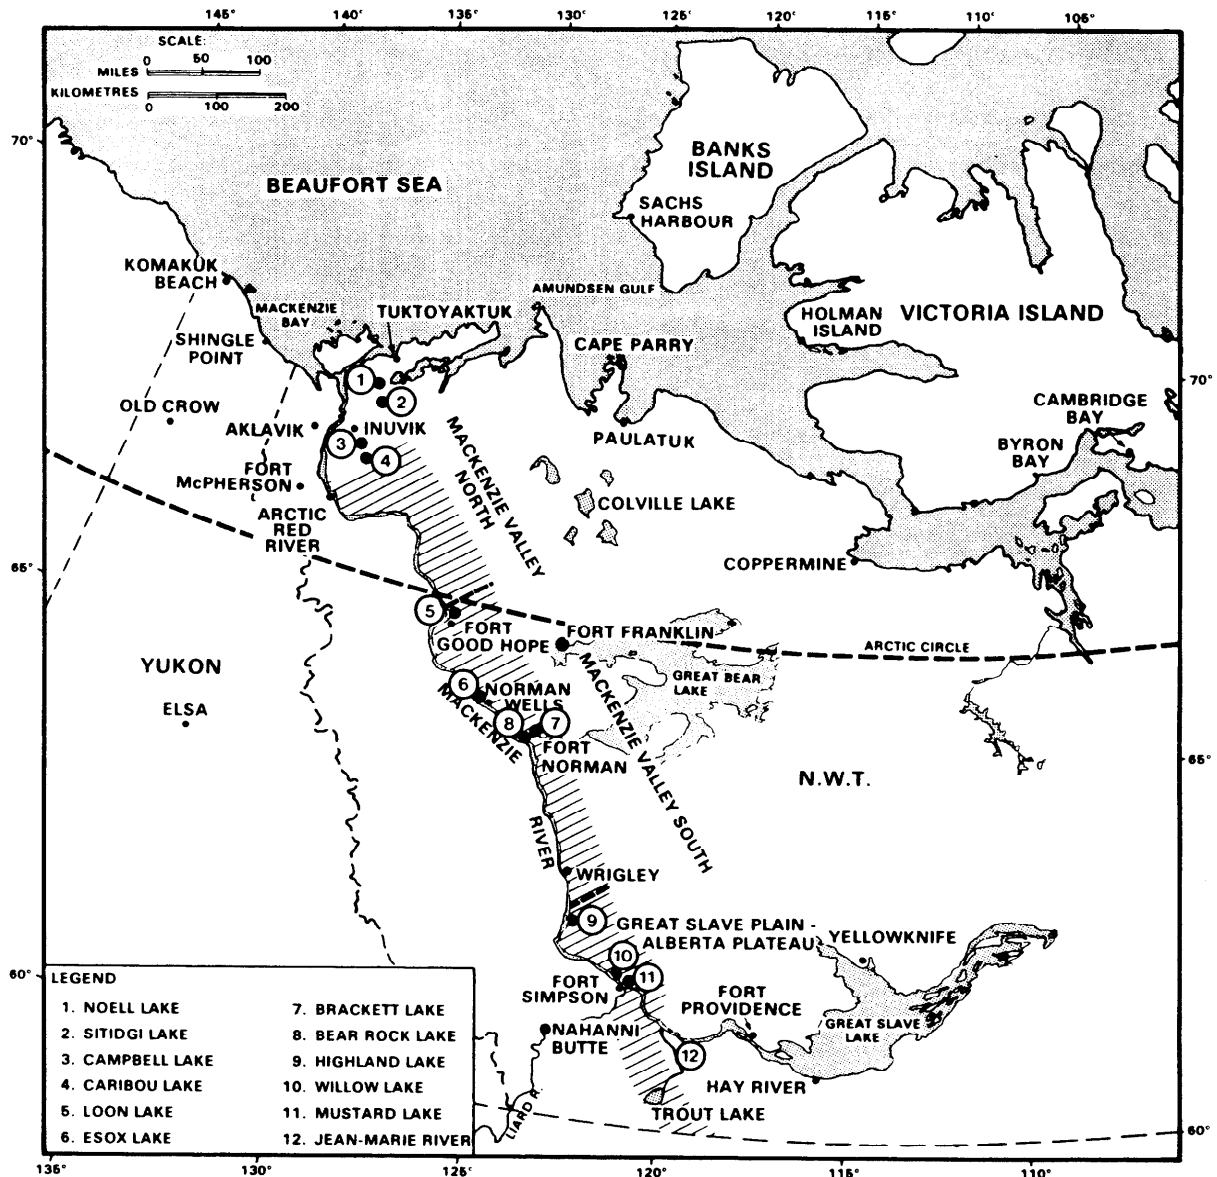 145° 140° 135° 130° 125° 120° 115° 110° 105°
SCALE:
0 50 100
MILES
KILOMETRES
0 100 200
70°
BEAUFORT SEA
BANKS
ISLAND
SACHS
HARBOUR
KOMAKUK
BEACH
MACKENZIE
BAY
TUKTOYAKTUK
AMUNDSEN GULF
SHINGLE
POINT
CAPE PARRY
HOLMAN
ISLAND
VICTORIA ISLAND
70°
1
2
OLD CROW
AKLAVIK
INUVIK
3
4
MACKENZIE VALLEY
NORTH
PAULATUK
CAMBRIDGE
BAY
BYRON
BAY
FORT
McPHERSON
ARCTIC
RED
RIVER
COLVILLE LAKE
COPPERMINE
65°
5
FORT
GOOD HOPE
FORT FRANKLIN
ARCTIC CIRCLE
YUKON
ELSA
6
NORMAN
WELLS
GREAT BEAR
LAKE
MACKENZIE
8
7
FORT
NORMAN
MACKENZIE VALLEY SOUTH
N.W.T.
65°
RIVER
WRIGLEY
9
GREAT SLAVE PLAIN -
ALBERTA PLATEAU
YELLOWKNIFE
10
11
60°
FORT
SIMPSON
FORT
PROVIDENCE
GREAT SLAVE
LAKE
NAHANNI
BUTTE
12
HAY RIVER
TROUT LAKE
LIARD R.
60°
LEGEND
1. NOELL LAKE
2. SITIDGI LAKE
3. CAMPBELL LAKE
4. CARIBOU LAKE
5. LOON LAKE
6. ESOX LAKE
7. BRACKETT LAKE
8. BEAR ROCK LAKE
9. HIGHLAND LAKE
10. WILLOW LAKE
11. MUSTARD LAKE
12. JEAN-MARIE RIVER
135° 130° 125° 120° 115° 110°